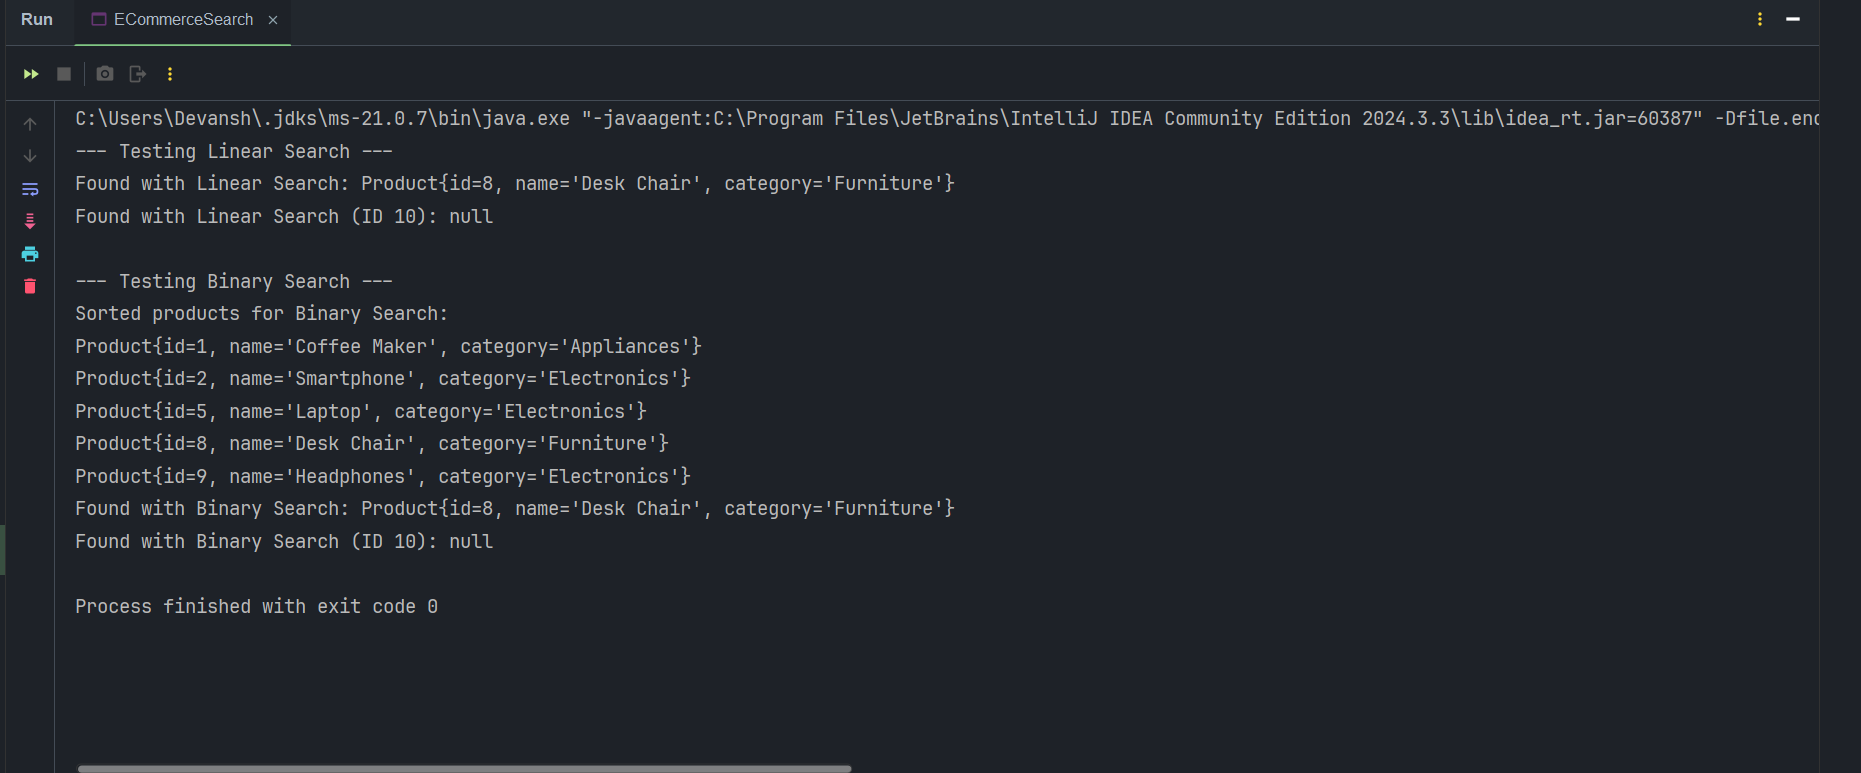 Run ECommerceSearch
C:\Users\Devansh\.jdks\ms-21.0.7\bin\java.exe "-javaagent:C:\Program Files\JetBrains\IntelliJ IDEA Community Edition 2024.3.3\lib\idea_rt.jar=60387" -Dfile.enc
--- Testing Linear Search ---
Found with Linear Search: Product{id=8, name='Desk Chair', category='Furniture'}
Found with Linear Search (ID 10): null
--- Testing Binary Search ---
Sorted products for Binary Search:
Product{id=1, name='Coffee Maker', category='Appliances'}
Product{id=2, name='Smartphone', category='Electronics'}
Product{id=5, name='Laptop', category='Electronics'}
Product{id=8, name='Desk Chair', category='Furniture'}
Product{id=9, name='Headphones', category='Electronics'}
Found with Binary Search: Product{id=8, name='Desk Chair', category='Furniture'}
Found with Binary Search (ID 10): null
Process finished with exit code 0